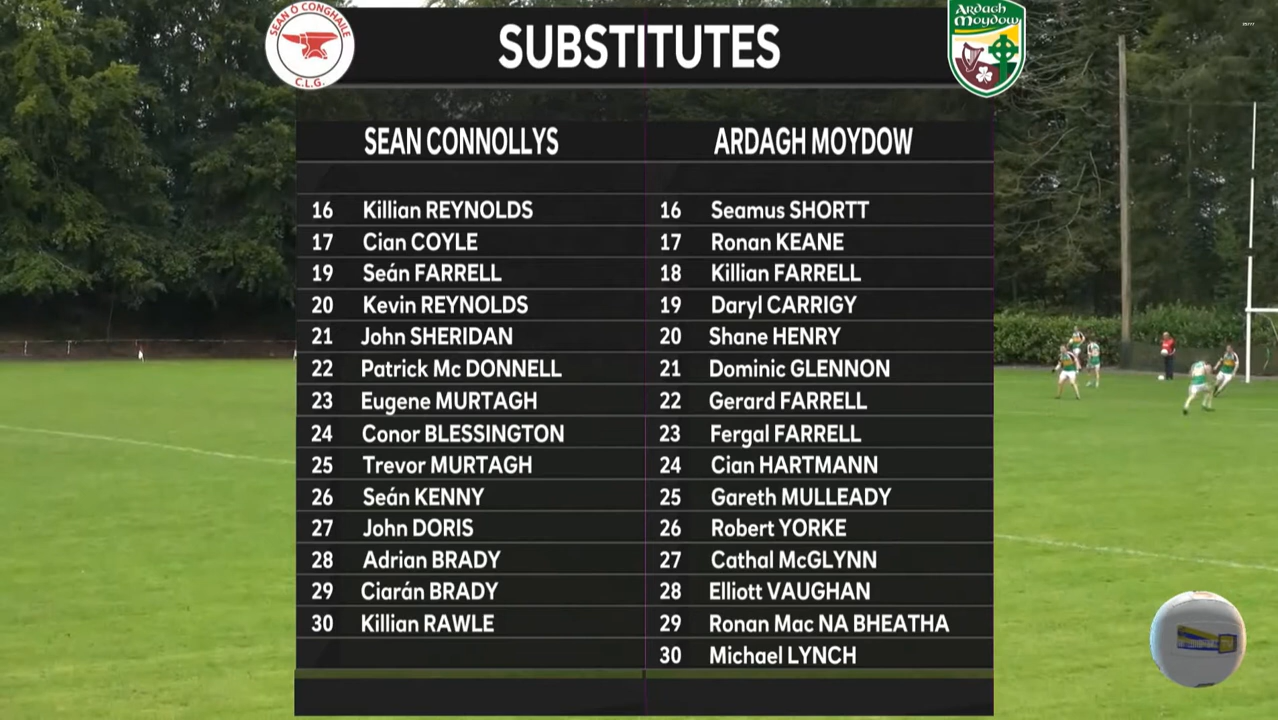 SEAN O CONGHAILE
C.L.G.
SUBSTITUTES
Ardagh
Moydow
SEAN CONNOLLYS
ARDAGH MOYDOW
16 Killian REYNOLDS
16 Seamus SHORTT
17 Cian COYLE
17 Ronan KEANE
19 Seán FARRELL
18 Killian FARRELL
20 Kevin REYNOLDS
19 Daryl CARRIGY
21 John SHERIDAN
20 Shane HENRY
22 Patrick Mc DONNELL
21 Dominic GLENNON
23 Eugene MURTAGH
22 Gerard FARRELL
24 Conor BLESSINGTON
23 Fergal FARRELL
25 Trevor MURTAGH
24 Cian HARTMANN
26 Seán KENNY
25 Gareth MULLEADY
27 John DORIS
26 Robert YORKE
28 Adrian BRADY
27 Cathal McGLYNN
29 Ciarán BRADY
28 Elliott VAUGHAN
30 Killian RAWLE
29 Ronan Mac NA BHEATHA
30 Michael LYNCH